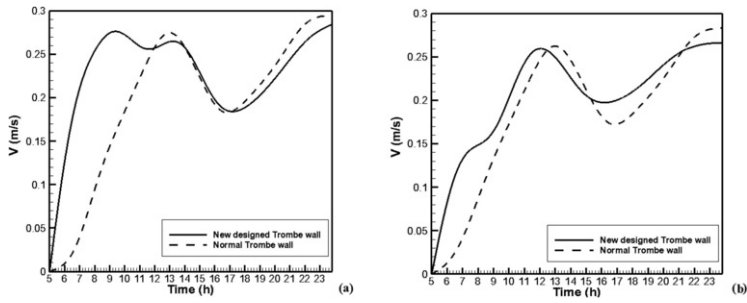 0.3
0.25
0.2
0.15
0.1
0.05
0
V (m/s)
5 6 7 8 9 10 11 12 13 14 15 16 17 18 19 20 21 22 23
Time (h)
New designed Trombe wall
Normal Trombe wall
(a)
0.3
0.25
0.2
0.15
0.1
0.05
0
V (m/s)
5 6 7 8 9 10 11 12 13 14 15 16 17 18 19 20 21 22 23
Time (h)
New designed Trombe wall
Normal Trombe wall
(b)